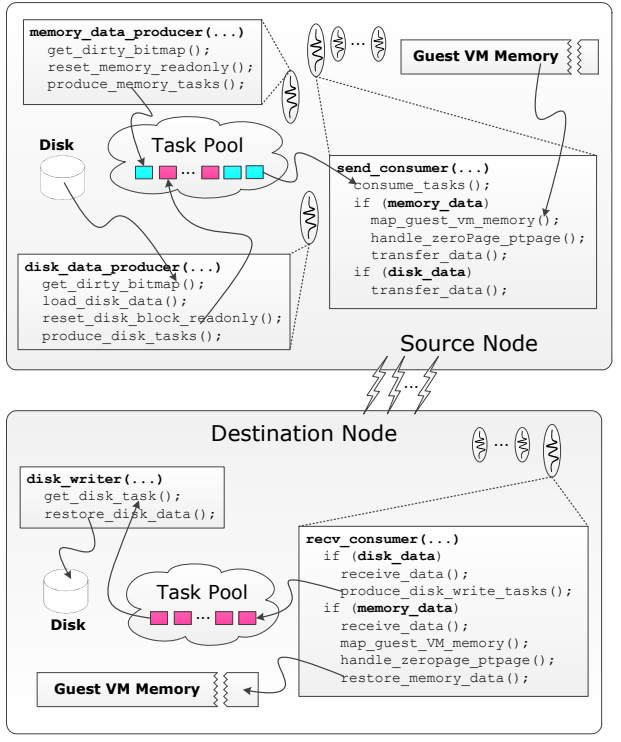 memory_data_producer(...)
get_dirty_bitmap();
reset_memory_readonly();
produce_memory_tasks();
...
Guest VM Memory
Disk
Task Pool
...
send_consumer(...)
consume_tasks();
if (memory_data)
map_guest_vm_memory();
handle_zeroPage_ptpage();
transfer_data();
if (disk_data)
transfer_data();
disk_data_producer(...)
get_dirty_bitmap();
load_disk_data();
reset_disk_block_readonly();
produce_disk_tasks();
Source Node
...
Destination Node
...
disk_writer(...)
get_disk_task();
restore_disk_data();
Disk
Task Pool
...
recv_consumer(...)
if (disk_data)
receive_data();
produce_disk_write_tasks();
if (memory_data)
receive_data();
map_guest_VM_memory();
handle_zeropage_ptpage();
restore_memory_data();
Guest VM Memory